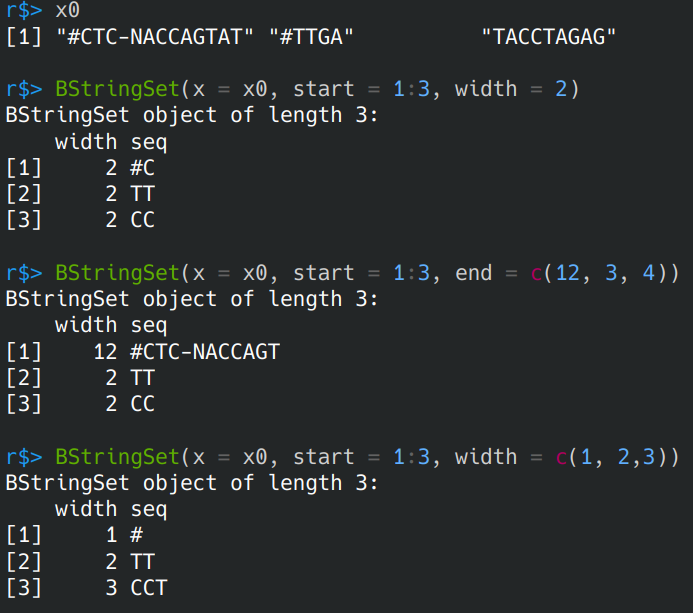 r$> x0
[1] "#CTC-NACCAGTAT" "#TTGA"          "TACCTAGAG"
r$> BStringSet(x = x0, start = 1:3, width = 2)
BStringSet object of length 3:
    width seq
[1]     2 #C
[2]     2 TT
[3]     2 CC
r$> BStringSet(x = x0, start = 1:3, end = c(12, 3, 4))
BStringSet object of length 3:
    width seq
[1]    12 #CTC-NACCAGT
[2]     2 TT
[3]     2 CC
r$> BStringSet(x = x0, start = 1:3, width = c(1, 2,3))
BStringSet object of length 3:
    width seq
[1]     1 #
[2]     2 TT
[3]     3 CCT